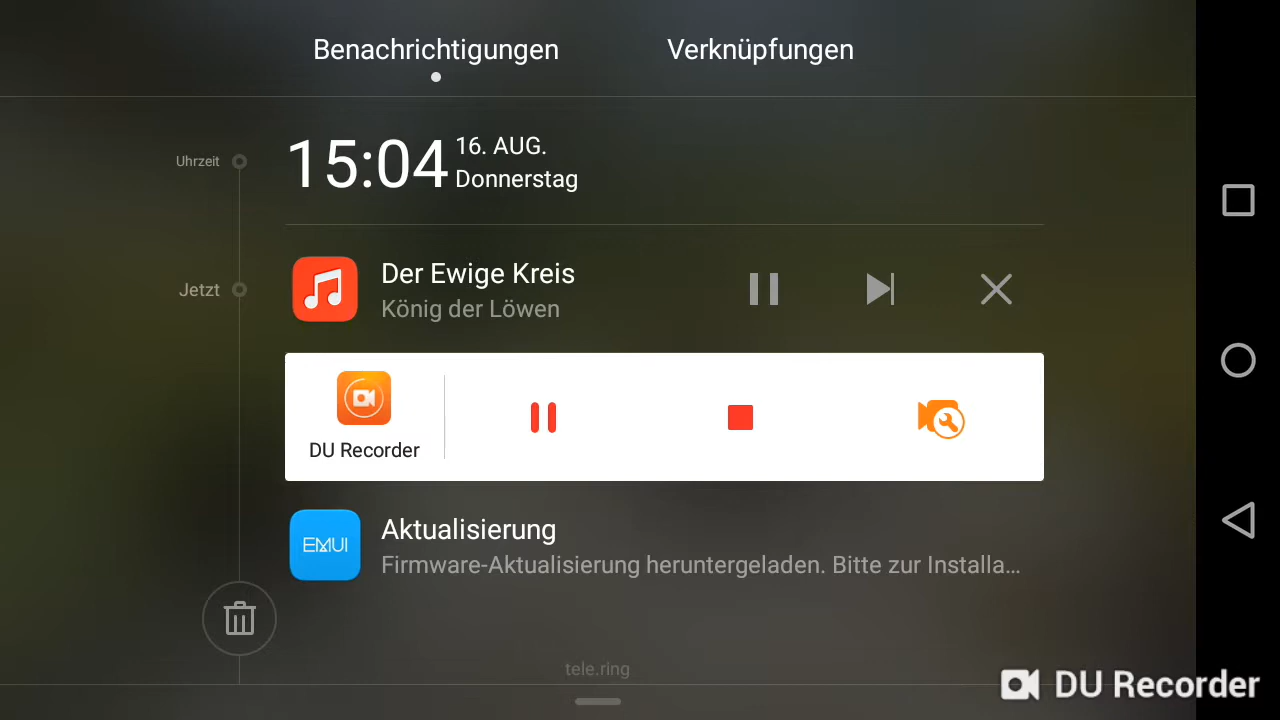 Benachrichtigungen
Verknüpfungen
Uhrzeit
15:04
16. AUG.
Donnerstag
Jetzt
Der Ewige Kreis
König der Löwen
DU Recorder
EMUI
Aktualisierung
Firmware-Aktualisierung heruntergeladen. Bitte zur Installa...
tele.ring
DU Recorder